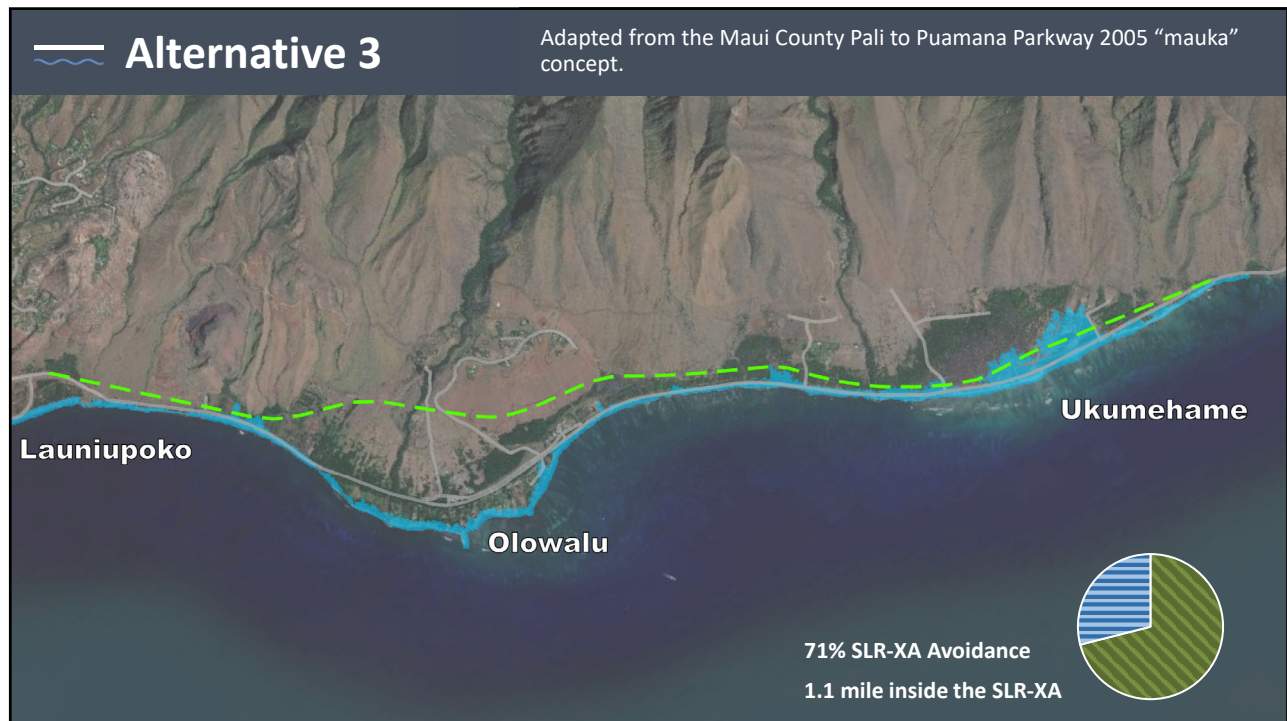 Alternative 3
Adapted from the Maui County Pali to Puamana Parkway 2005 “mauka”
concept.
Launiupoko
Ukumehame
Olowalu
71% SLR-XA Avoidance
1.1 mile inside the SLR-XA